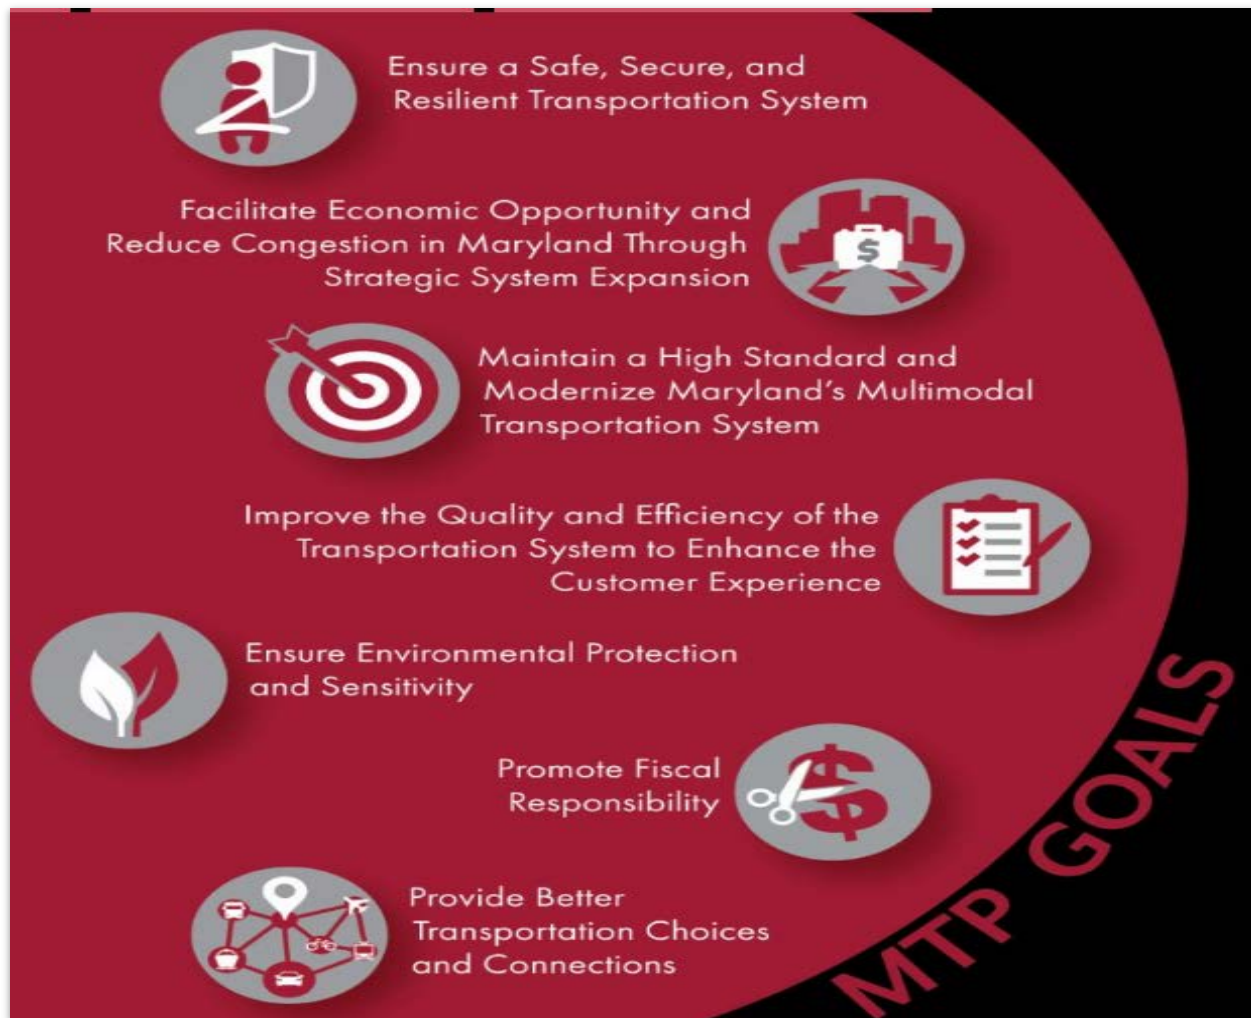 Ensure a Safe, Secure, and
Resilient Transportation System
Facilitate Economic Opportunity and
Reduce Congestion in Maryland Through
Strategic System Expansion
$
Maintain a High Standard and
Modernize Maryland's Multimodal
Transportation System
Improve the Quality and Efficiency of the
Transportation System to Enhance the
Customer Experience
Ensure Environmental Protection
and Sensitivity
Promote Fiscal
Responsibility
$
Provide Better
Transportation Choices
and Connections
MTP GOALS